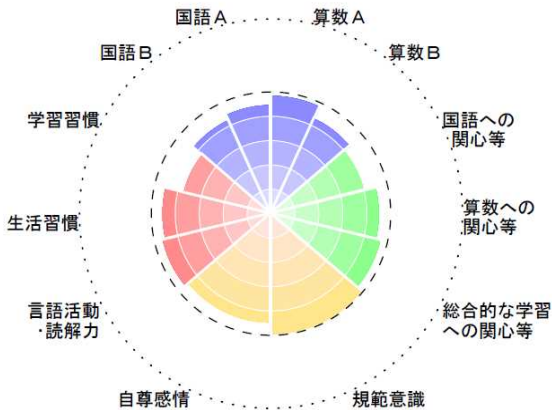 国語A
算数A
国語B
算数B
学習習慣
国語への
関心等
生活習慣
算数への
関心等
言語活動
・読解力
総合的な学習
への関心等
自尊感情
規範意識